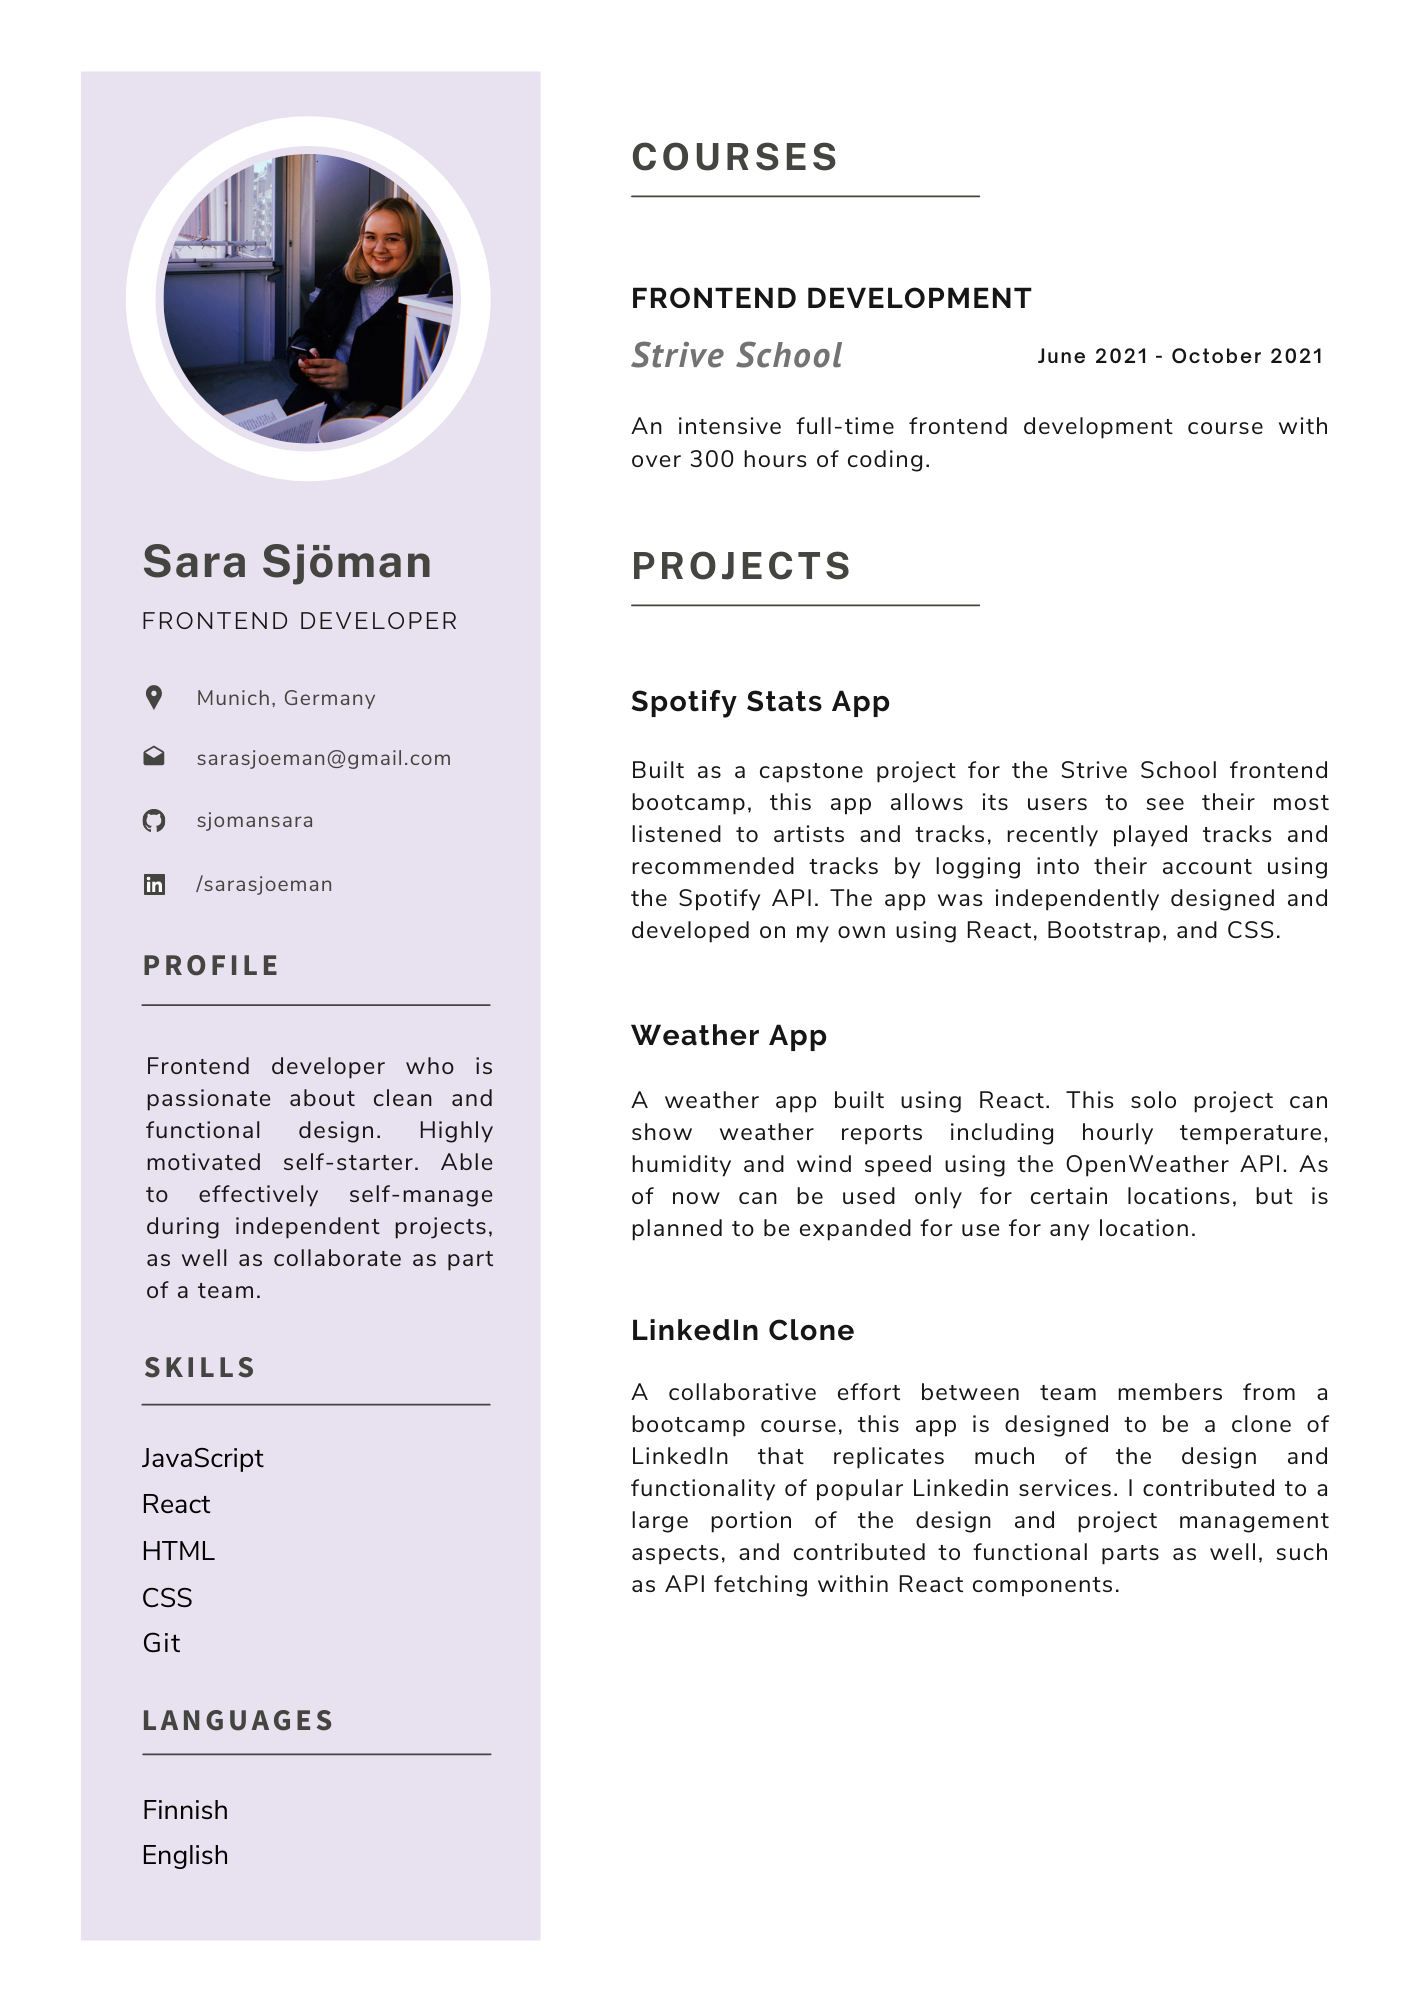 Sara Sjöman
FRONTEND DEVELOPER
Munich, Germany
sarasjoeman@gmail.com
sjomansara
/sarasjoeman
PROFILE
Frontend developer who is
passionate about clean and
functional design. Highly
motivated self-starter. Able
to effectively self-manage
during independent projects,
as well as collaborate as part
of a team.
SKILLS
JavaScript
React
HTML
CSS
Git
LANGUAGES
Finnish
English
COURSES
FRONTEND DEVELOPMENT
Strive School June 2021 - October 2021
An intensive full-time frontend development course with
over 300 hours of coding.
PROJECTS
Spotify Stats App
Built as a capstone project for the Strive School frontend
bootcamp, this app allows its users to see their most
listened to artists and tracks, recently played tracks and
recommended tracks by logging into their account using
the Spotify API. The app was independently designed and
developed on my own using React, Bootstrap, and CSS.
Weather App
A weather app built using React. This solo project can
show weather reports including hourly temperature,
humidity and wind speed using the OpenWeather API. As
of now can be used only for certain locations, but is
planned to be expanded for use for any location.
LinkedIn Clone
A collaborative effort between team members from a
bootcamp course, this app is designed to be a clone of
LinkedIn that replicates much of the design and
functionality of popular Linkedin services. I contributed to a
large portion of the design and project management
aspects, and contributed to functional parts as well, such
as API fetching within React components.